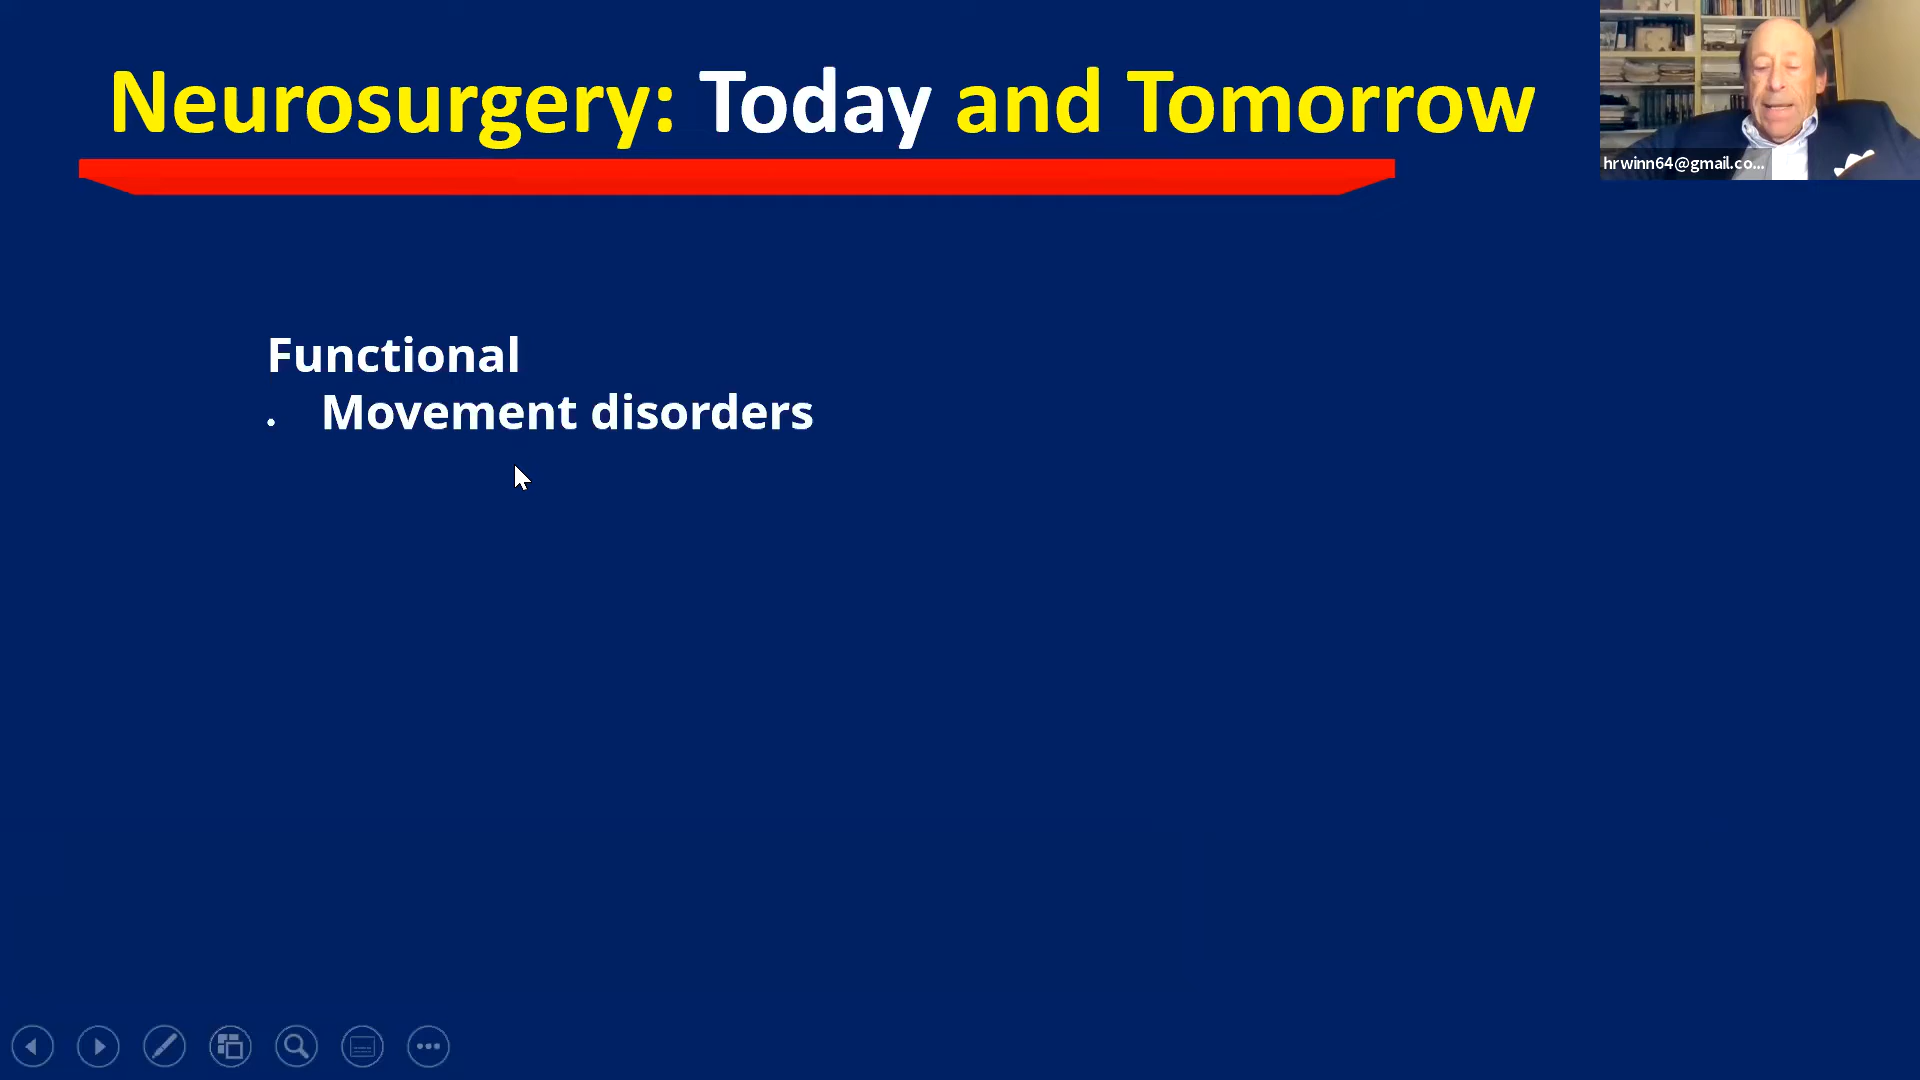 Neurosurgery: Today and Tomorrow
hrwinn64@gmail.co...
Functional
• Movement disorders